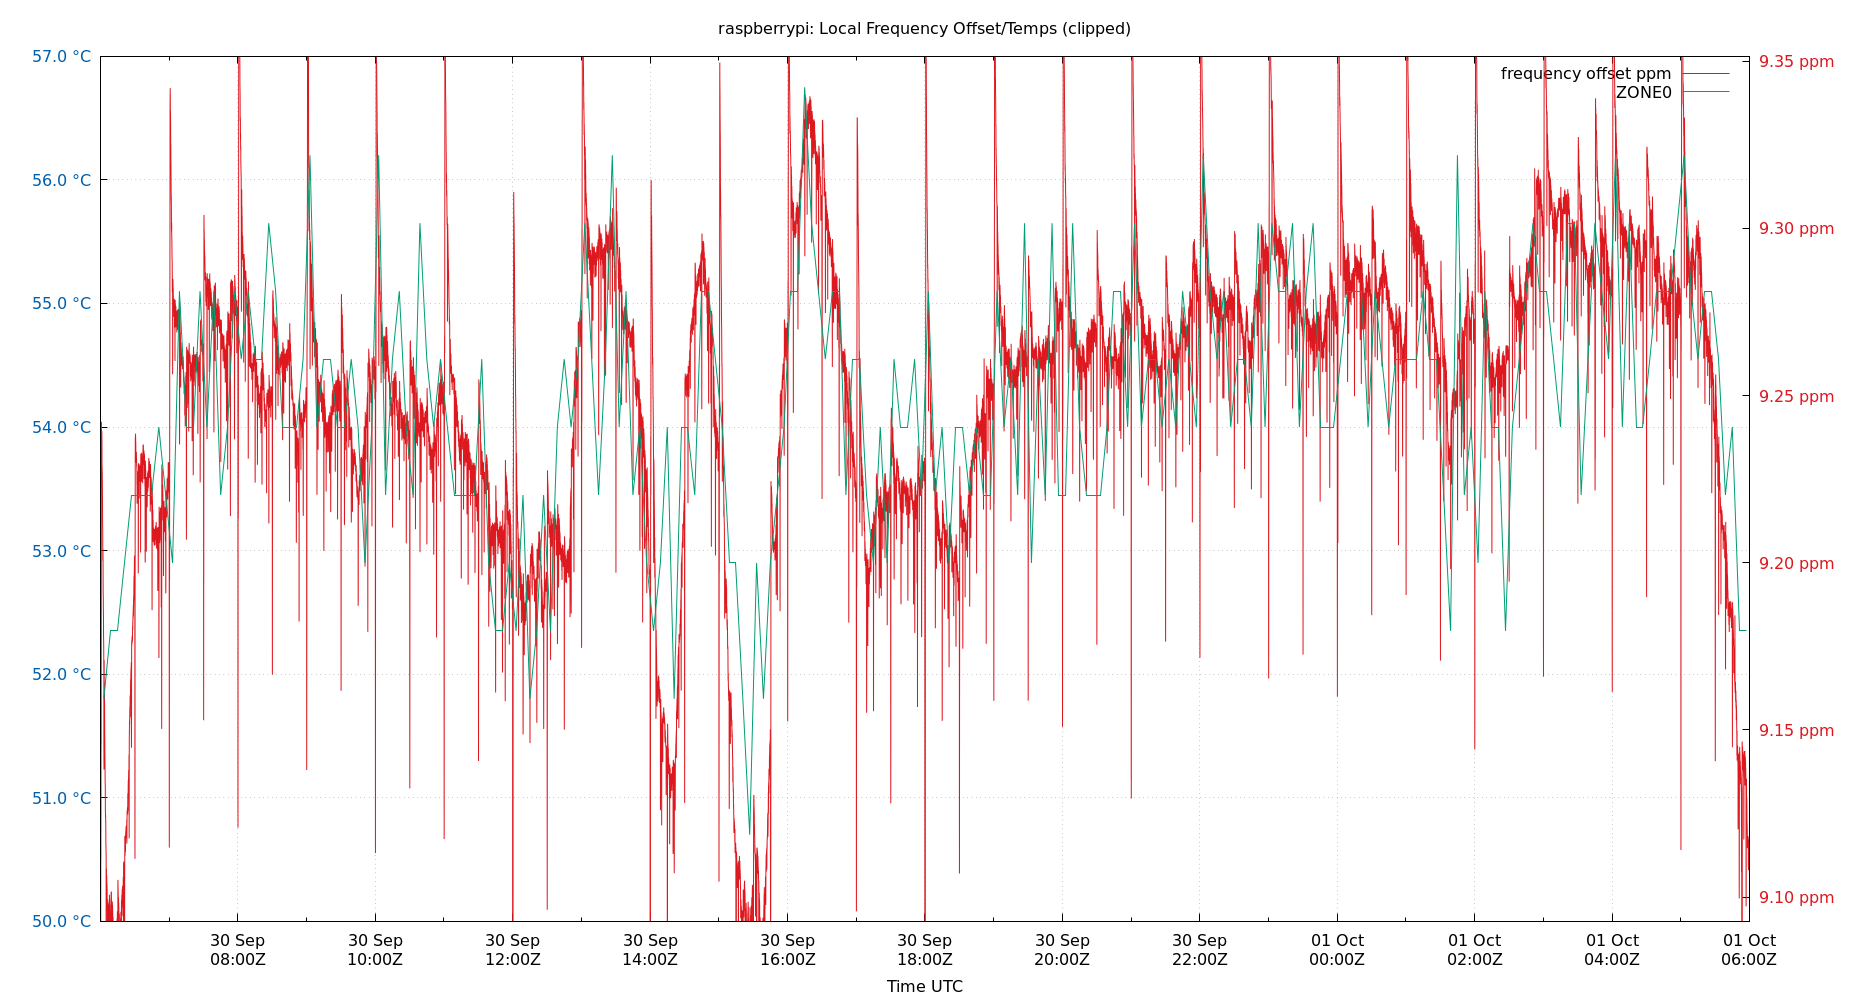 raspberrypi: Local Frequency Offset/Temps (clipped)
57.0 °C
56.0 °C
55.0 °C
54.0 °C
53.0 °C
52.0 °C
51.0 °C
50.0 °C
9.35 ppm
9.30 ppm
9.25 ppm
9.20 ppm
9.15 ppm
9.10 ppm
frequency offset ppm
ZONE0
30 Sep
08:00Z
30 Sep
10:00Z
30 Sep
12:00Z
30 Sep
14:00Z
30 Sep
16:00Z
30 Sep
18:00Z
30 Sep
20:00Z
30 Sep
22:00Z
01 Oct
00:00Z
01 Oct
02:00Z
01 Oct
04:00Z
01 Oct
06:00Z
Time UTC